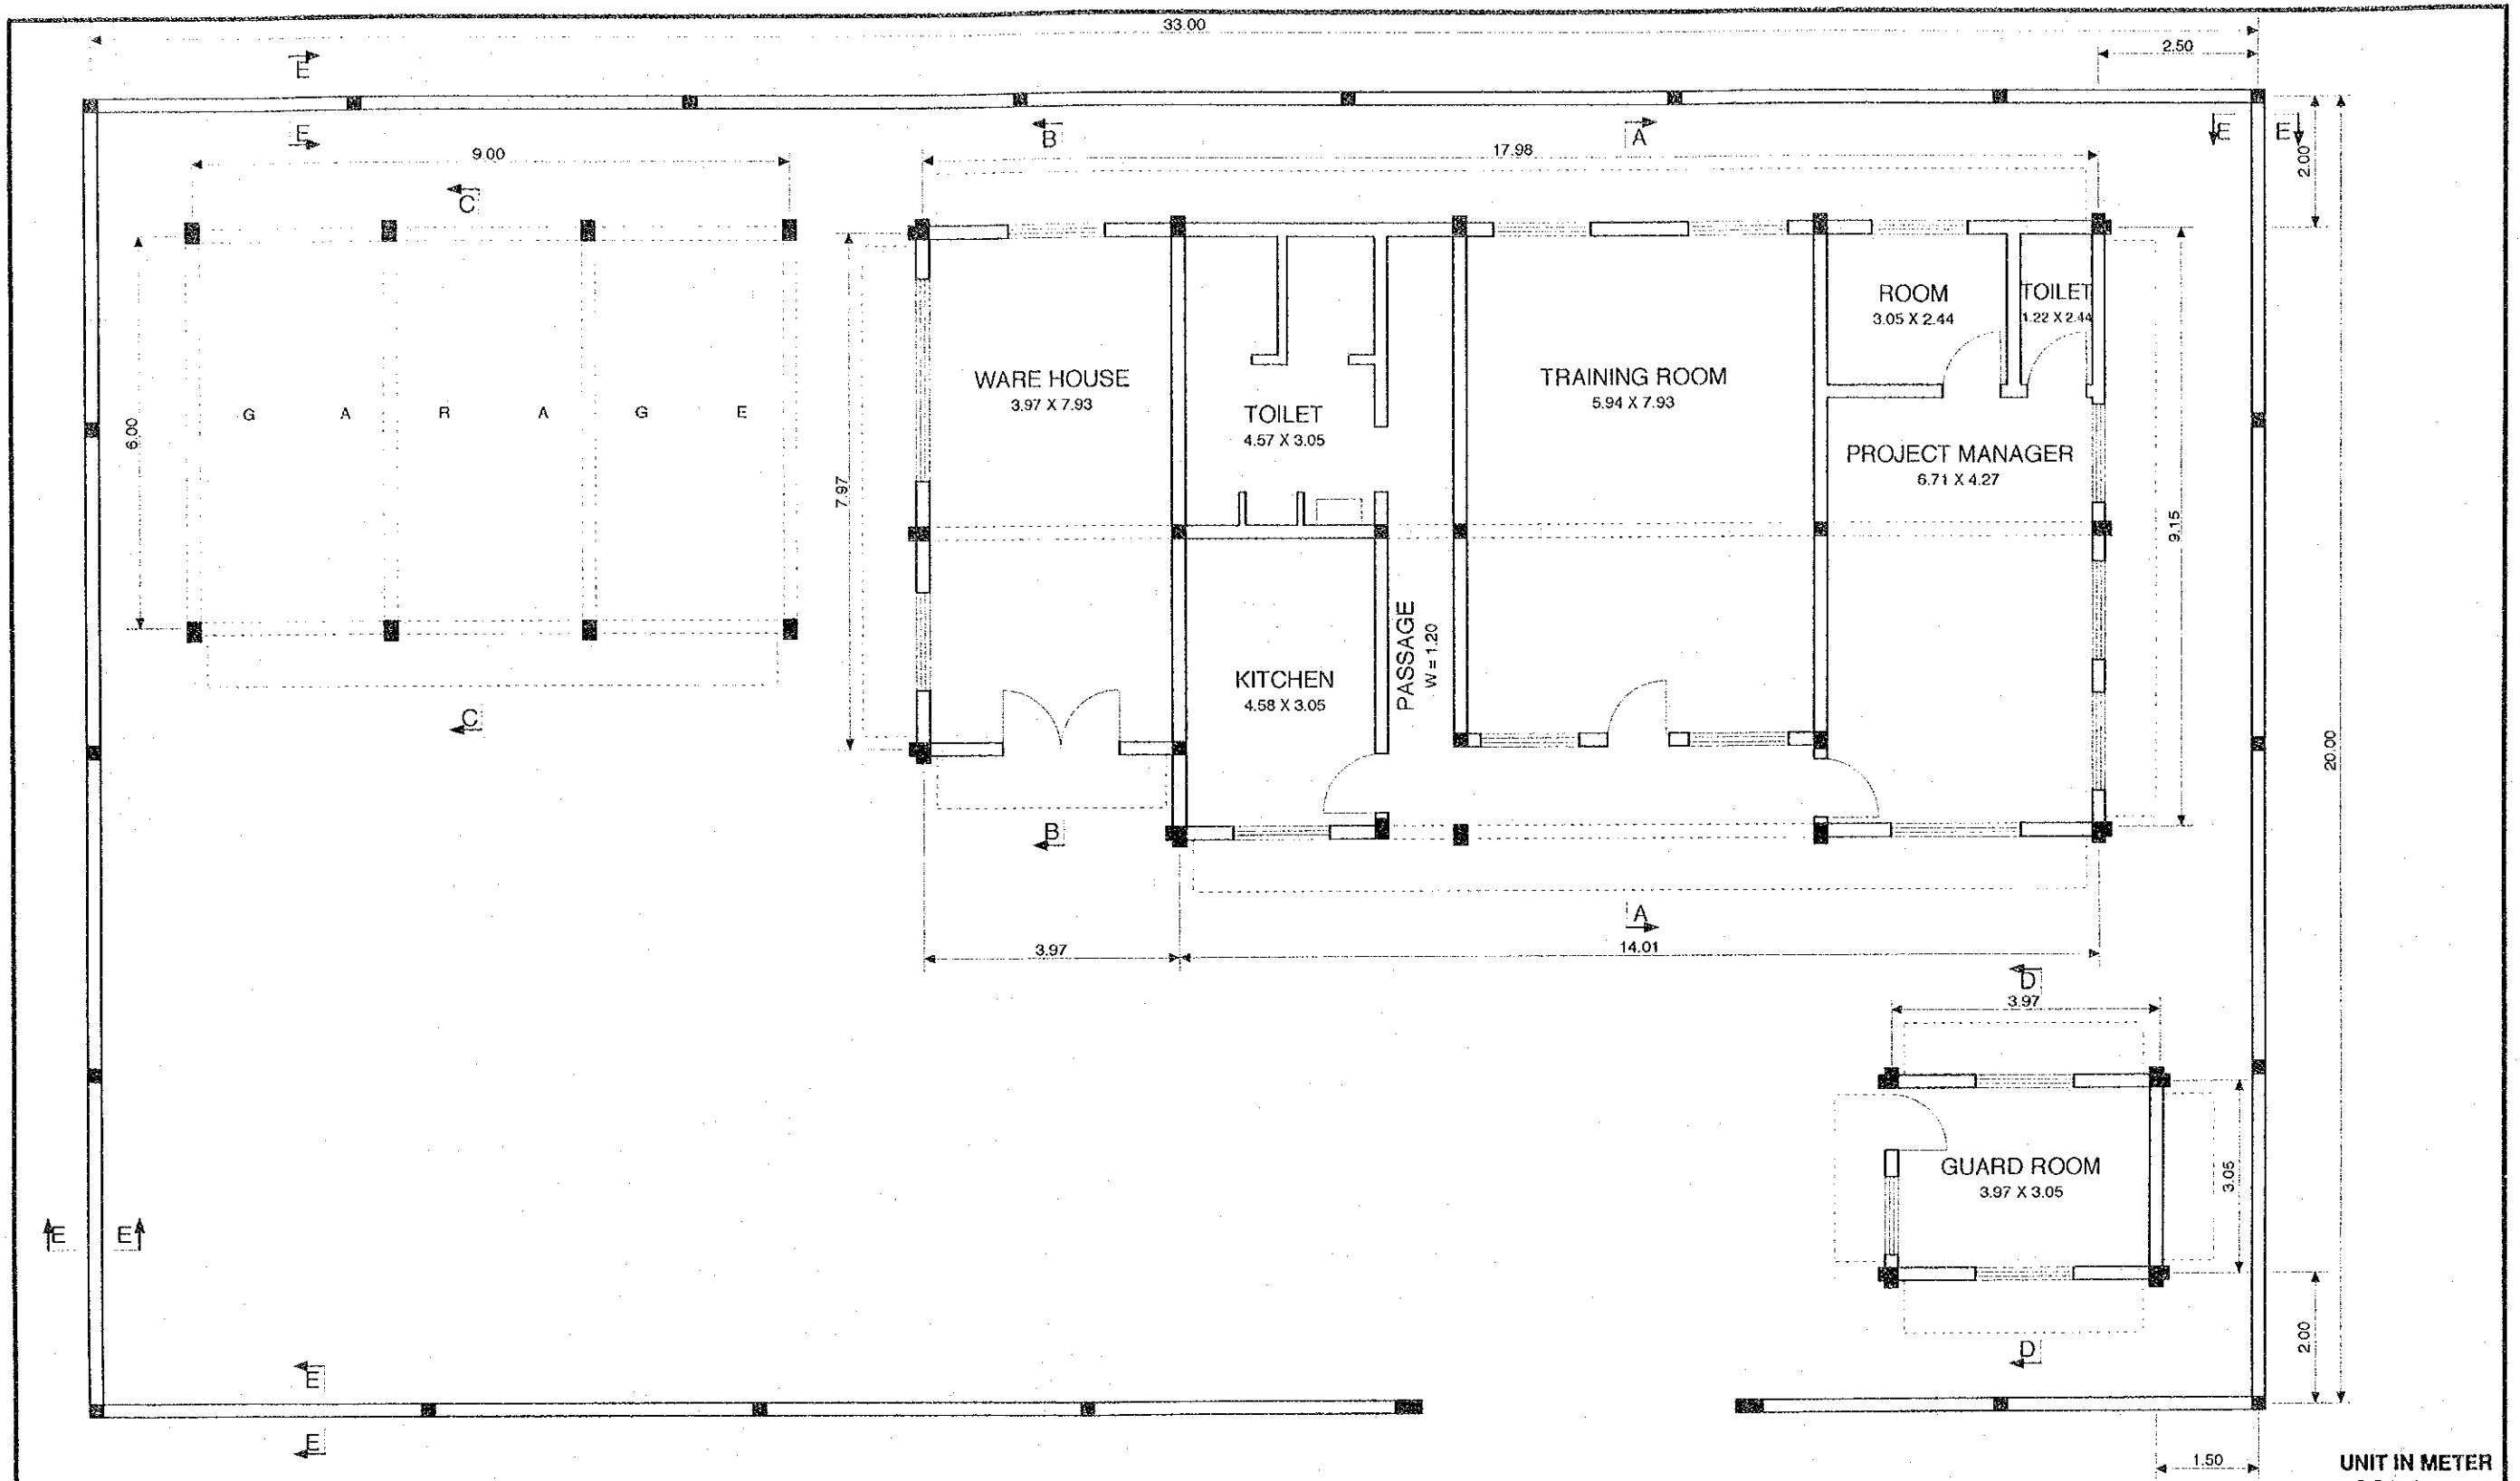 33.00
2.50
E
E
B
A
E
E
9.00
17.98
2.00
C
ROOM
3.05 X 2.44
TOILET
1.22 X 2.44
WARE HOUSE
3.97 X 7.93
TRAINING ROOM
5.94 X 7.93
G A R A G E
6.00
TOILET
4.57 X 3.05
PROJECT MANAGER
6.71 X 4.27
7.97
9.15
PASSAGE
W = 1.20
KITCHEN
4.58 X 3.05
C
20.00
B
A
3.97
14.01
D
3.97
GUARD ROOM
3.97 X 3.05
3.05
E
E
2.00
D
E
E
1.50
UNIT IN METER